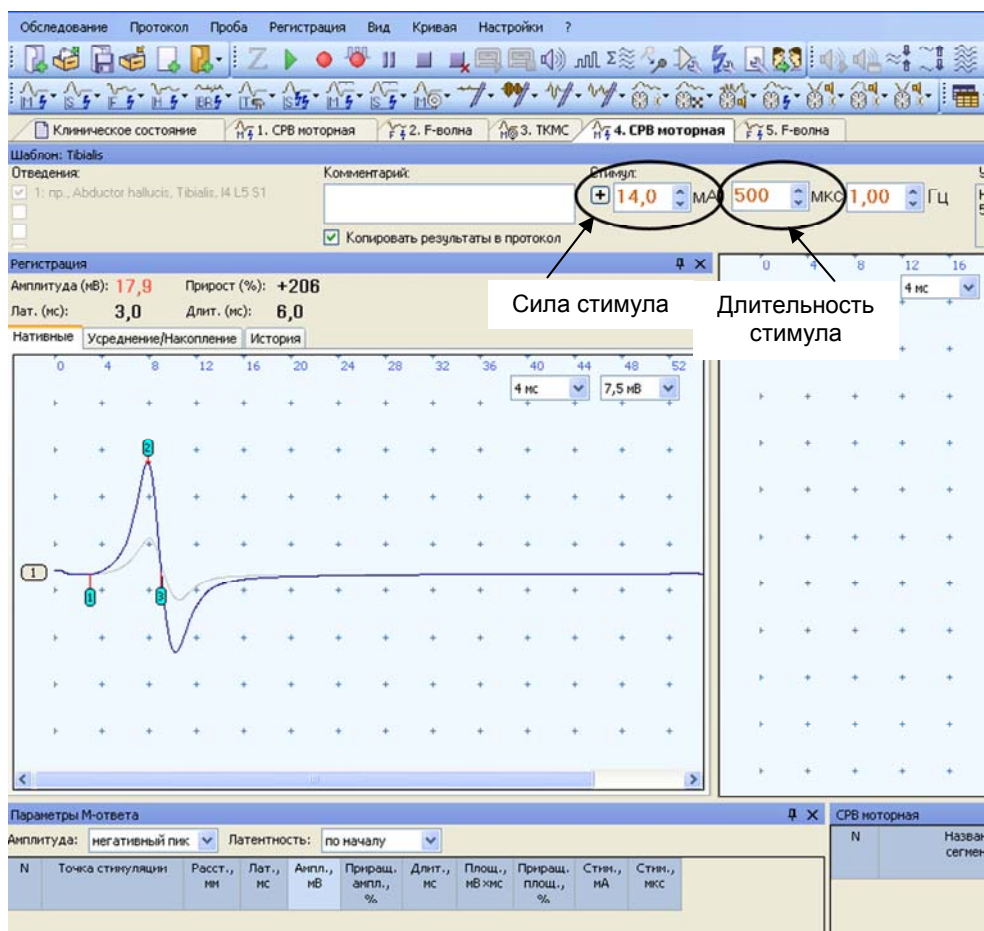 Обследование Протокол Проба Регистрация Вид Кривая Настройки ?
Клиническое состояние 1. СРВ моторная 2. F-волна 3. ТКМС 4. СРВ моторная 5. F-волна
Шаблон: Tibialis
Отведения: Комментарий: Стимул:
1: пр., Abductor hallucis, Tibialis, I4 L5 S1
+ 14,0 мА 500 мкс 1,00 Гц
Копировать результаты в протокол
Регистрация
Амплитуда (мВ): 17,9 Прирост (%): +206
Лат. (мс): 3,0 Длит. (мс): 6,0
Нативные Усреднение/Накопление История
Сила стимула
Длительность
стимула
0 4 8 12 16 20 24 28 32 36 40 44 48 52
4 мс 7,5 мВ
0 4 8 12 16
4 мс
2
1
1
3
Параметры М-ответа
Амплитуда: негативный пик Латентность: по началу
N Точка стимуляции Расст., мм Лат., мс Ампл., мВ Приращ. ампл., % Длит., мс Площ., мВ×мс Приращ. площ., % Стим., мА Стим., мкс
СРВ моторная
N